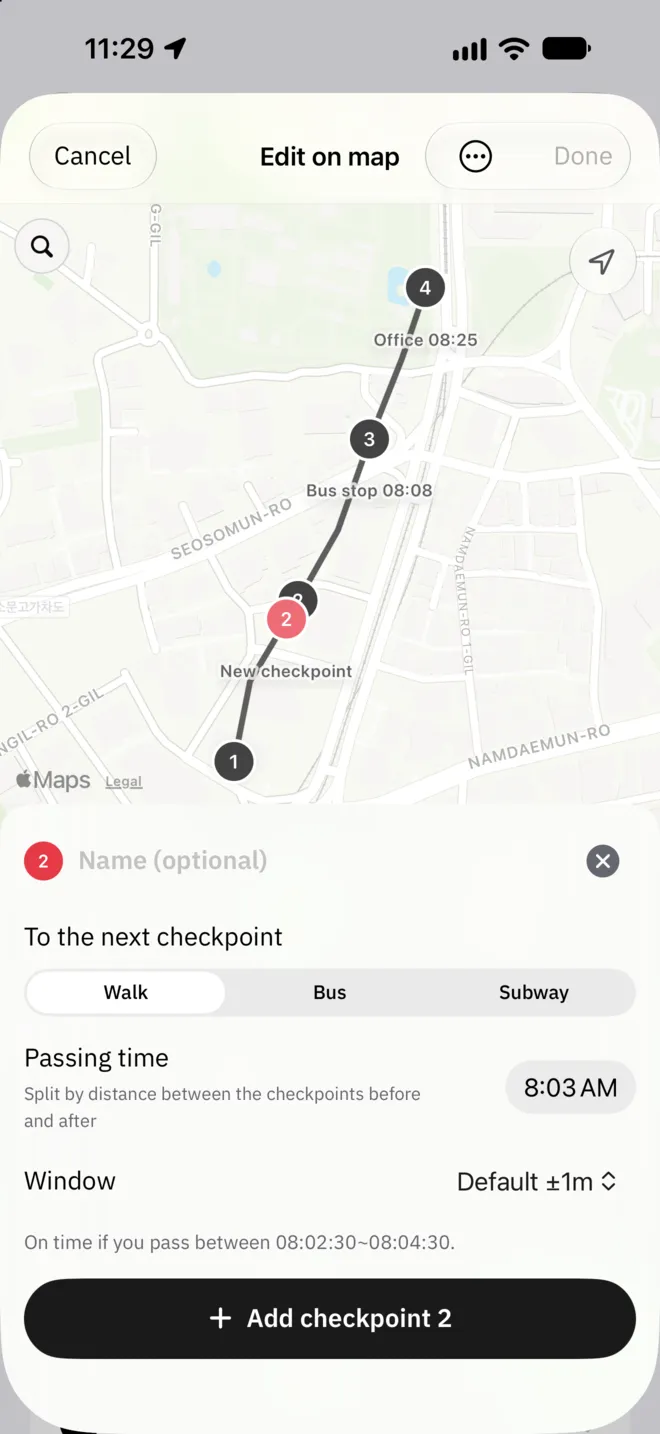 11:29
Cancel
Edit on map
Done
G-GIL
4
Office 08:25
3
Bus stop 08:08
SEOSOMUN-RO
NAMDAEMUN-RO 1-GIL
소문고가차도
2
New checkpoint
NGIL-RO 2-GIL
1
NAMDAEMUN-RO
Maps Legal
2 Name (optional)
To the next checkpoint
Walk Bus Subway
Passing time
8:03 AM
Split by distance between the checkpoints before
and after
Window
Default ±1m
On time if you pass between 08:02:30~08:04:30.
+ Add checkpoint 2